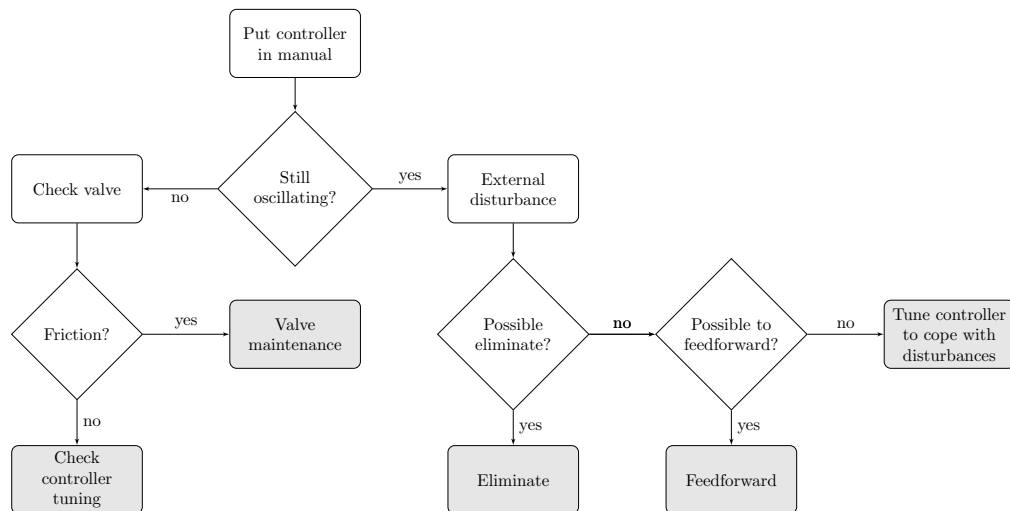 Put controller
in manual
Still
oscillating?
no
yes
Check valve
External
disturbance
Friction?
yes
Valve
maintenance
Possible
eliminate?
no
Possible to
feedforward?
no
Tune controller
to cope with
disturbances
no
yes
yes
Check
controller
tuning
Eliminate
Feedforward